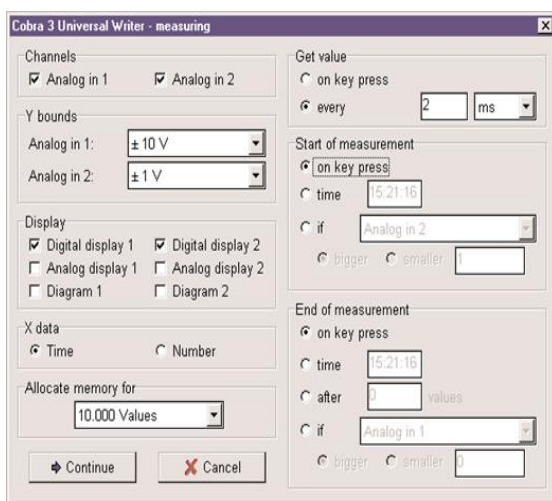 Cobra 3 Universal Writer - measuring
Channels
Analog in 1 Analog in 2
Y bounds
Analog in 1: ± 10 V
Analog in 2: ± 1 V
Display
Digital display 1 Digital display 2
Analog display 1 Analog display 2
Diagram 1 Diagram 2
X data
Time Number
Allocate memory for
10.000 Values
Continue Cancel
Get value
on key press
every 2 ms
Start of measurement
on key press
time 15:21:16
if Analog in 2
bigger smaller 1
End of measurement
on key press
time 15:21:16
after 0 values
if Analog in 1
bigger smaller 0